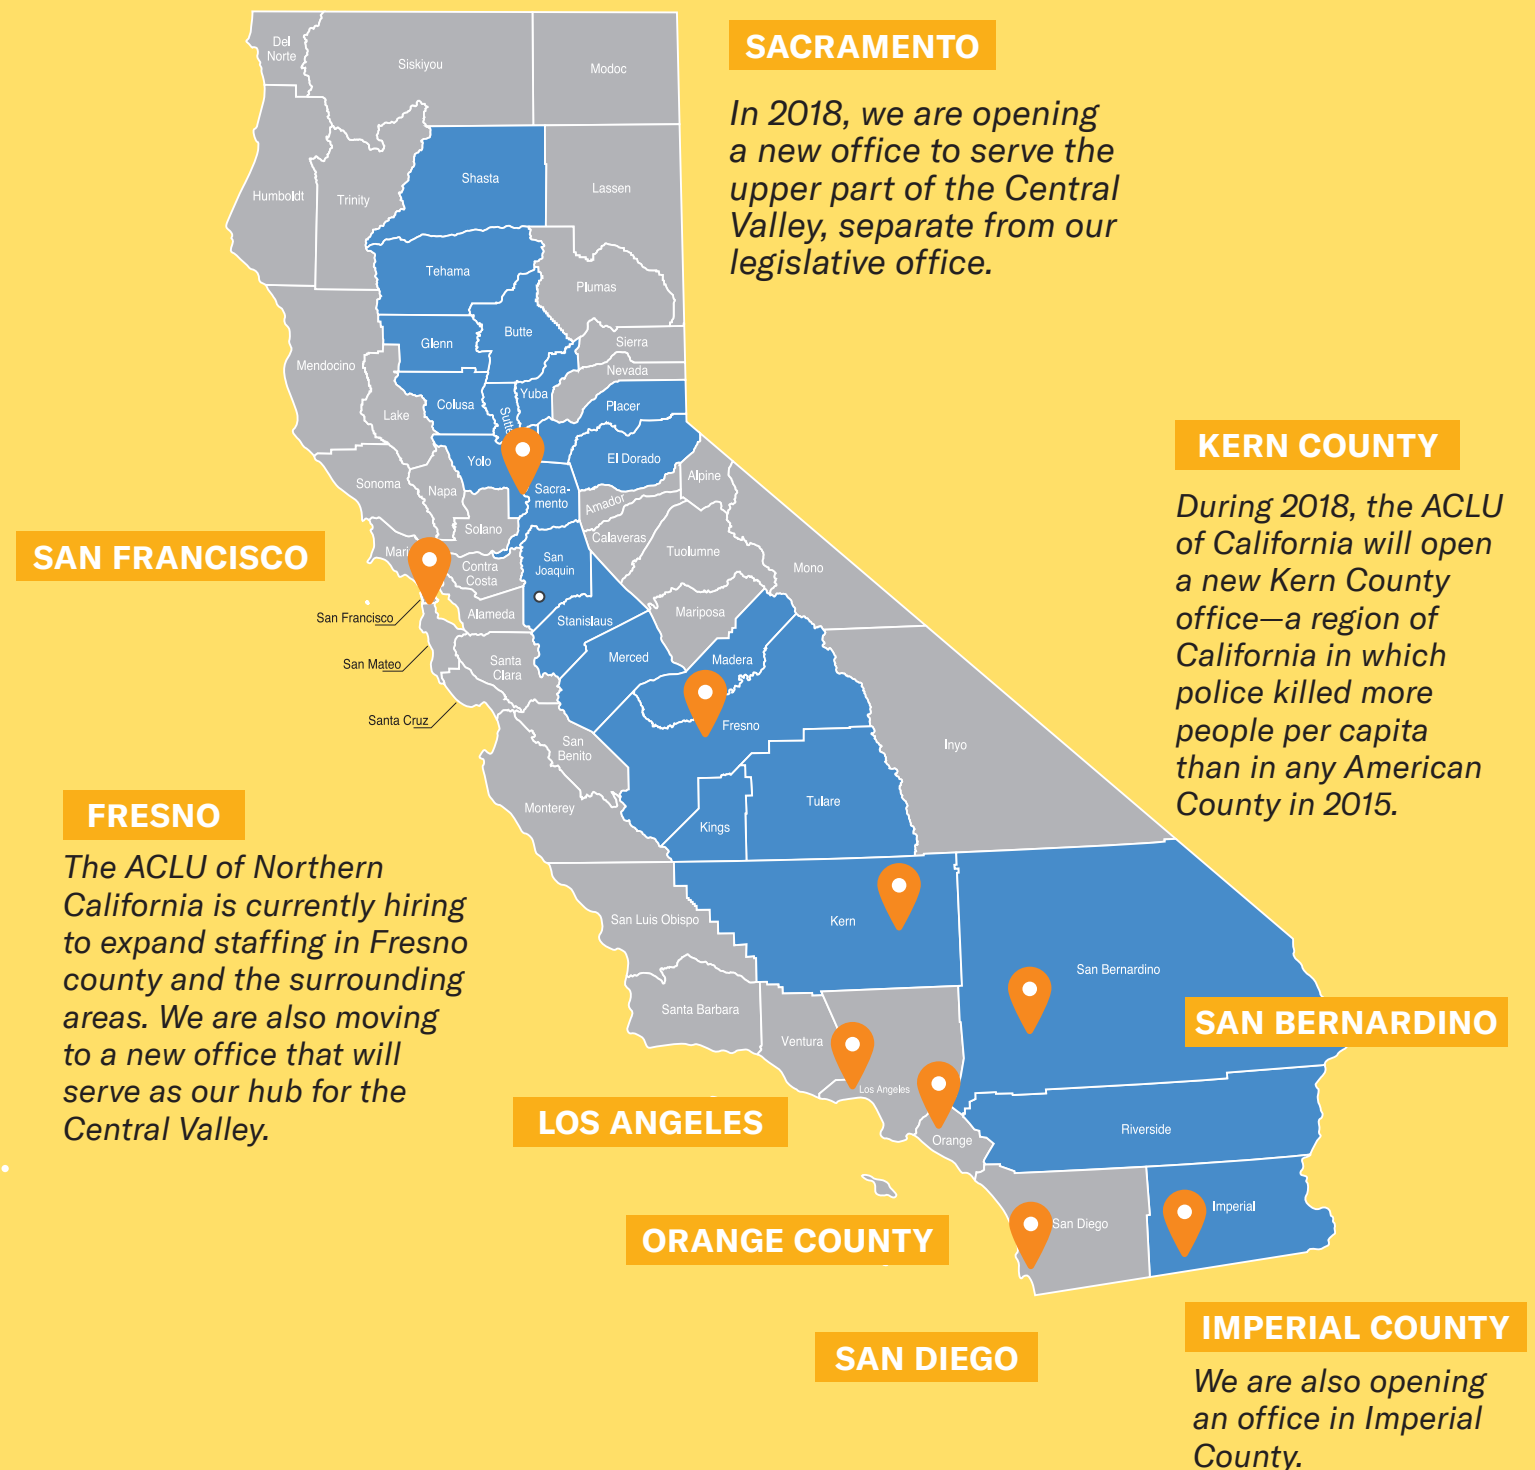 SACRAMENTO
In 2018, we are opening
a new office to serve the
upper part of the Central
Valley, separate from our
legislative office.
KERN COUNTY
During 2018, the ACLU
of California will open
a new Kern County
office—a region of
California in which
police killed more
people per capita
than in any American
County in 2015.
SAN FRANCISCO
FRESNO
The ACLU of Northern
California is currently hiring
to expand staffing in Fresno
county and the surrounding
areas. We are also moving
to a new office that will
serve as our hub for the
Central Valley.
SAN BERNARDINO
LOS ANGELES
ORANGE COUNTY
SAN DIEGO
IMPERIAL COUNTY
We are also opening
an office in Imperial
County.
Del
Norte
Siskiyou
Modoc
Shasta
Lassen
Humboldt
Trinity
Tehama
Plumas
Butte
Glenn
Sierra
Mendocino
Nevada
Yuba
Colusa
Sutte
Placer
Lake
El Dorado
Yolo
Alpine
Sonoma
Napa
Sacra-
mento
Amador
Solano
Calaveras
Mari
Tuolumne
Contra
Costa
San
Joaquin
Mono
San Francisco
Alameda
Stanislaus
Mariposa
San Mateo
Santa
Clara
Merced
Madera
Santa Cruz
Fresno
San
Benito
Inyo
Monterey
Tulare
Kings
San Luis Obispo
Kern
San Bernardino
Santa Barbara
Ventura
Los Angeles
Orange
Riverside
San Diego
Imperial